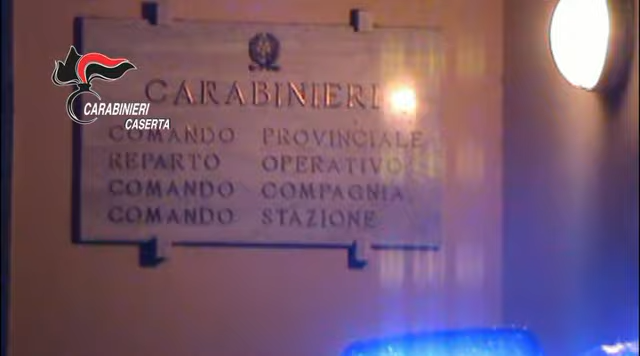 CARABINIERI
CASERTA
CARABINIERI
COMANDO PROVINCIALE
REPARTO OPERATIVO
COMANDO COMPAGNIA
COMANDO STAZIONE